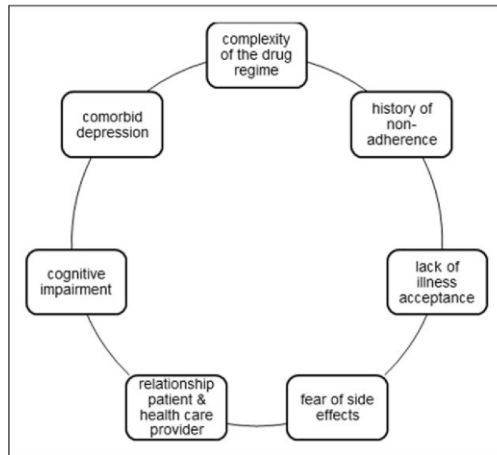 complexity
of the drug
regime
history of
non-
adherence
lack of
illness
acceptance
fear of side
effects
relationship
patient &
health care
provider
cognitive
impairment
comorbid
depression